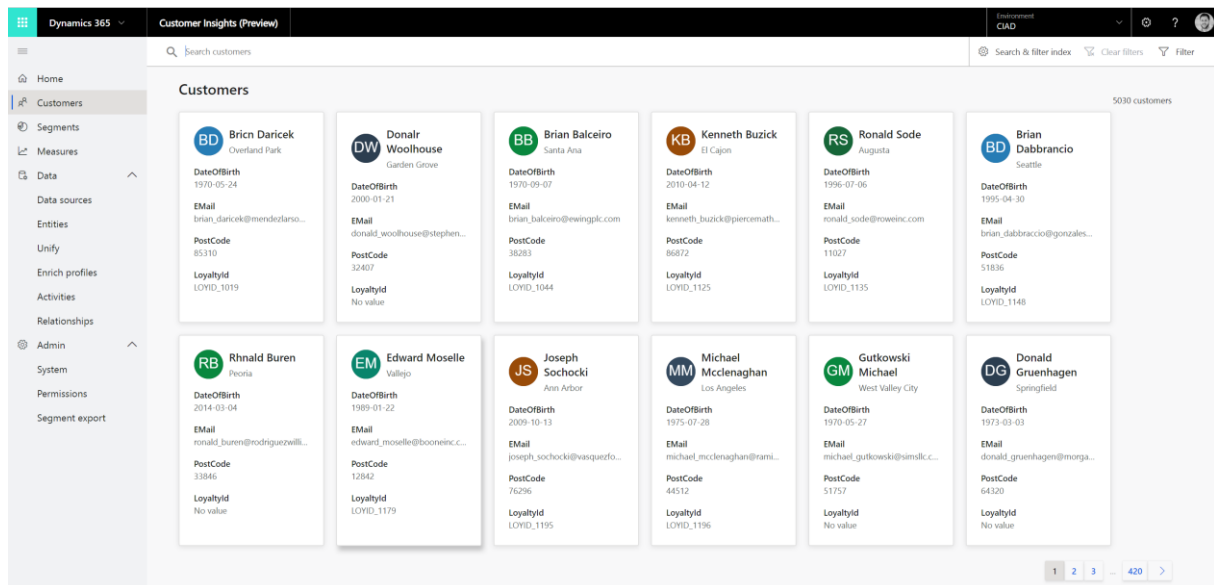 Dynamics 365
Customer Insights (Preview)
Environment
CIAD
?
Search customers
Search & filter index
Clear filters
Filter
Home
Customers
Segments
Measures
Data
Data sources
Entities
Unify
Enrich profiles
Activities
Relationships
Admin
System
Permissions
Segment export
Customers
5030 customers
BD
Bricn Daricek
Overland Park
DateOfBirth
1970-05-24
EMail
brian_daricek@mendezlarso...
PostCode
85310
LoyaltyId
LOYID_1019
DW
Donalr
Woolhouse
Garden Grove
DateOfBirth
2000-01-21
EMail
donald_woolhouse@stephen...
PostCode
32407
LoyaltyId
No value
BB
Brian Balceiro
Santa Ana
DateOfBirth
1970-09-07
EMail
brian_balceiro@ewingplc.com
PostCode
38283
LoyaltyId
LOYID_1044
KB
Kenneth Buzick
El Cajon
DateOfBirth
2010-04-12
EMail
kenneth_buzick@piercemath...
PostCode
86872
LoyaltyId
LOYID_1125
RS
Ronald Sode
Augusta
DateOfBirth
1996-07-06
EMail
ronald_sode@roweinc.com
PostCode
11027
LoyaltyId
LOYID_1135
BD
Brian
Dabbrancio
Seattle
DateOfBirth
1995-04-30
EMail
brian_dabbraccio@gonzales...
PostCode
51836
LoyaltyId
LOYID_1148
RB
Rhnald Buren
Peoria
DateOfBirth
2014-03-04
EMail
ronald_buren@rodriguezwilli...
PostCode
33846
LoyaltyId
No value
EM
Edward Moselle
Vallejo
DateOfBirth
1989-01-22
EMail
edward_moselle@booneinc.c...
PostCode
12842
LoyaltyId
LOYID_1179
JS
Joseph
Sochocki
Ann Arbor
DateOfBirth
2009-10-13
EMail
joseph_sochocki@vasquezfo...
PostCode
76296
LoyaltyId
LOYID_1195
MM
Michael
Mcclenaghan
Los Angeles
DateOfBirth
1975-07-28
EMail
michael_mcclenaghan@rami...
PostCode
44512
LoyaltyId
LOYID_1196
GM
Gutkowski
Michael
West Valley City
DateOfBirth
1970-05-27
EMail
michael_gutkowski@simsllc.c...
PostCode
51757
LoyaltyId
No value
DG
Donald
Gruenhagen
Springfield
DateOfBirth
1973-03-03
EMail
donald_gruenhagen@morga...
PostCode
64320
LoyaltyId
No value
1 2 3 ... 420 >